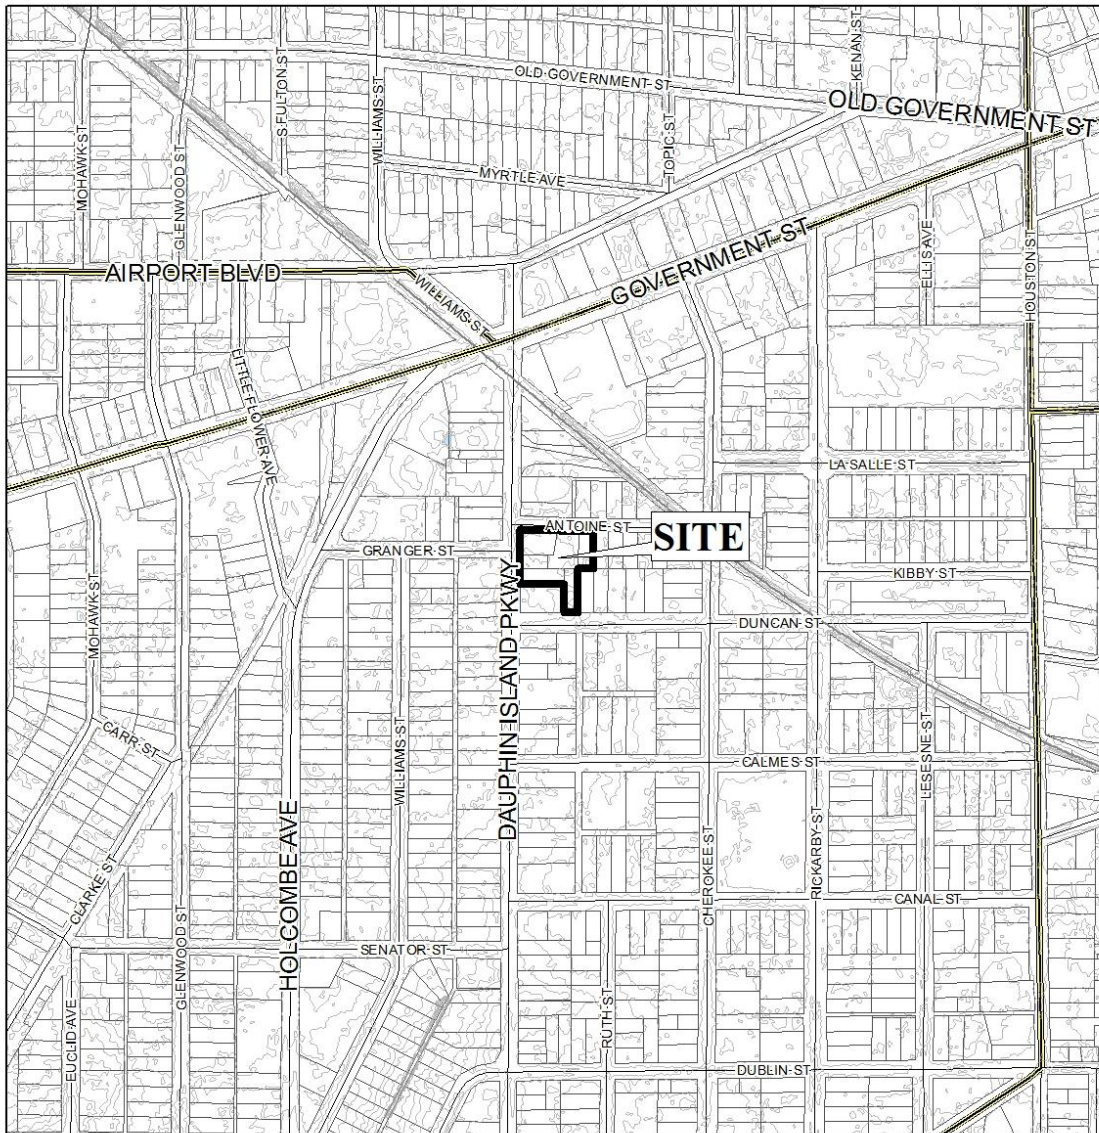 KENAN ST
OLD GOVERNMENT ST
OLD GOVERNMENT ST
S FULTON ST
WILLIAMS ST
TOPIC ST
MOHAWK ST
GLENWOOD ST
MYRTLE AVE
ELLIS AVE
HOUSTON ST
AIRPORT BLVD
GOVERNMENT ST
WILLIAMS ST
LITTLE FLOWER AVE
LA SALLE ST
ANTOINE ST
SITE
GRANGER ST
KIBBY ST
MOHAWK ST
DAUPHIN ISLAND PKWY
DUNCAN ST
CARR ST
WILLIAMS ST
LESESNE ST
CALMES ST
HOLCOMBE AVE
CHEROKEE ST
RICKARBY ST
CLARKE ST
CANAL ST
GLENWOOD ST
SENATOR ST
EUCLID AVE
RUTH ST
DUBLIN ST